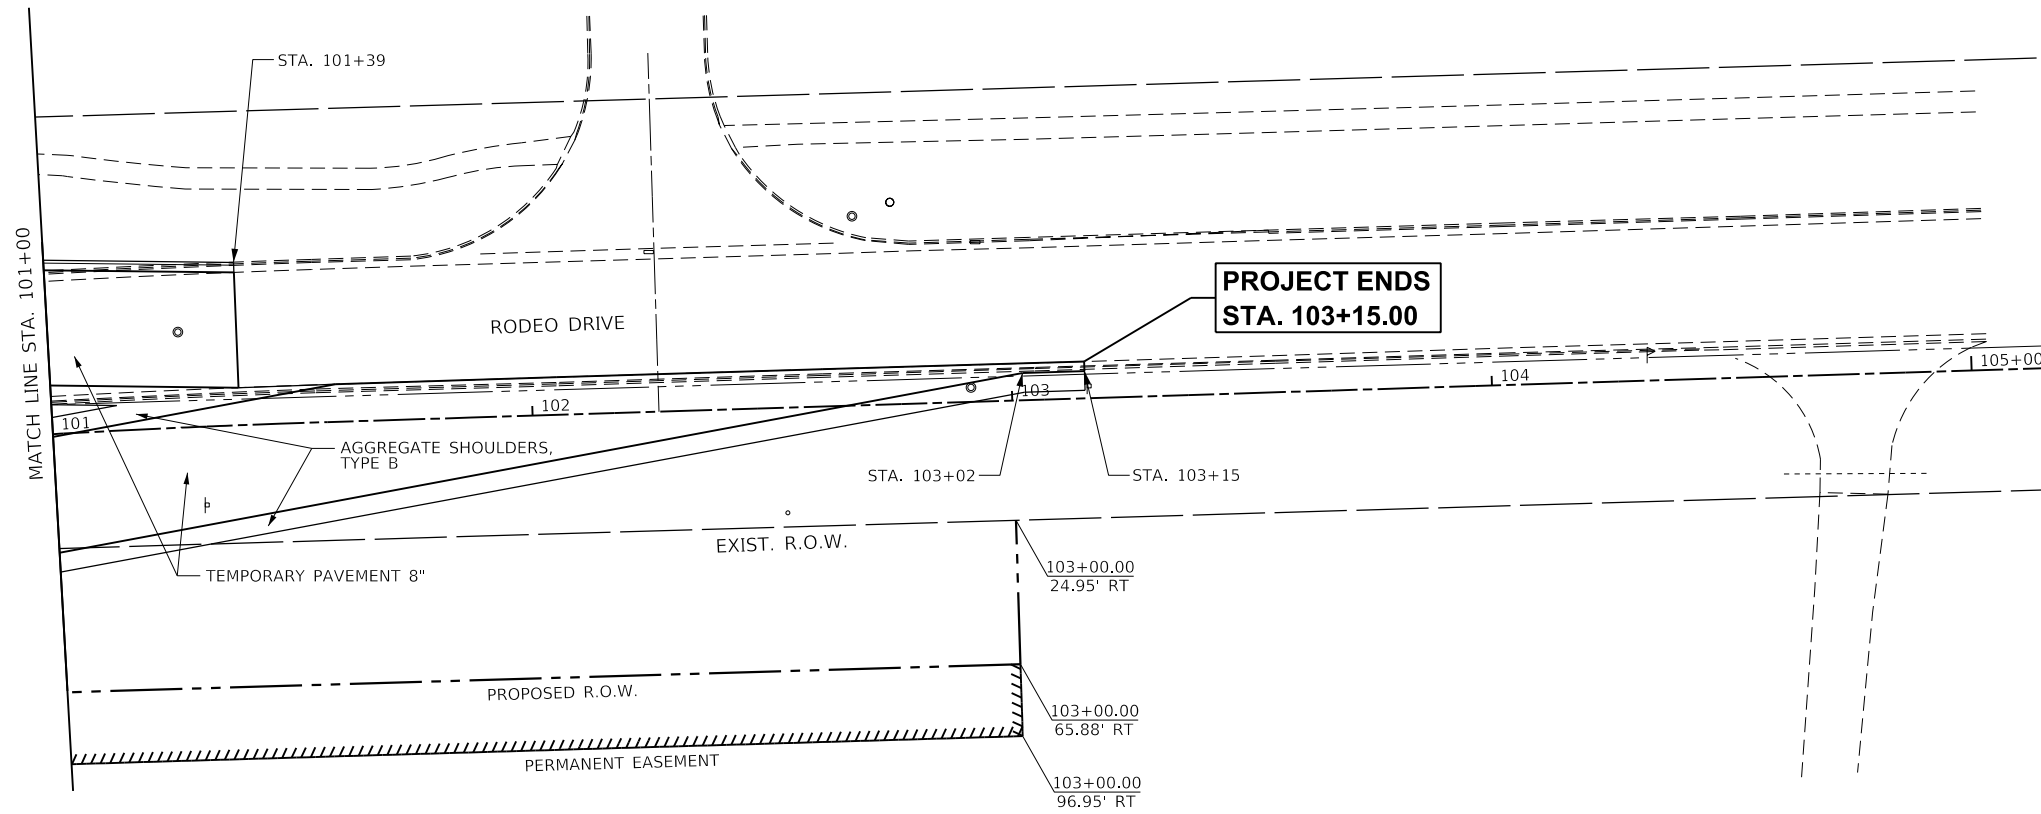 STA. 101+39
MATCH LINE STA. 101+00
PROJECT ENDS
STA. 103+15.00
RODEO DRIVE
101
102
103
104
105+00
AGGREGATE SHOULDERS,
TYPE B
STA. 103+02
STA. 103+15
EXIST. R.O.W.
TEMPORARY PAVEMENT 8"
103+00.00
24.95' RT
PROPOSED R.O.W.
103+00.00
65.88' RT
PERMANENT EASEMENT
103+00.00
96.95' RT